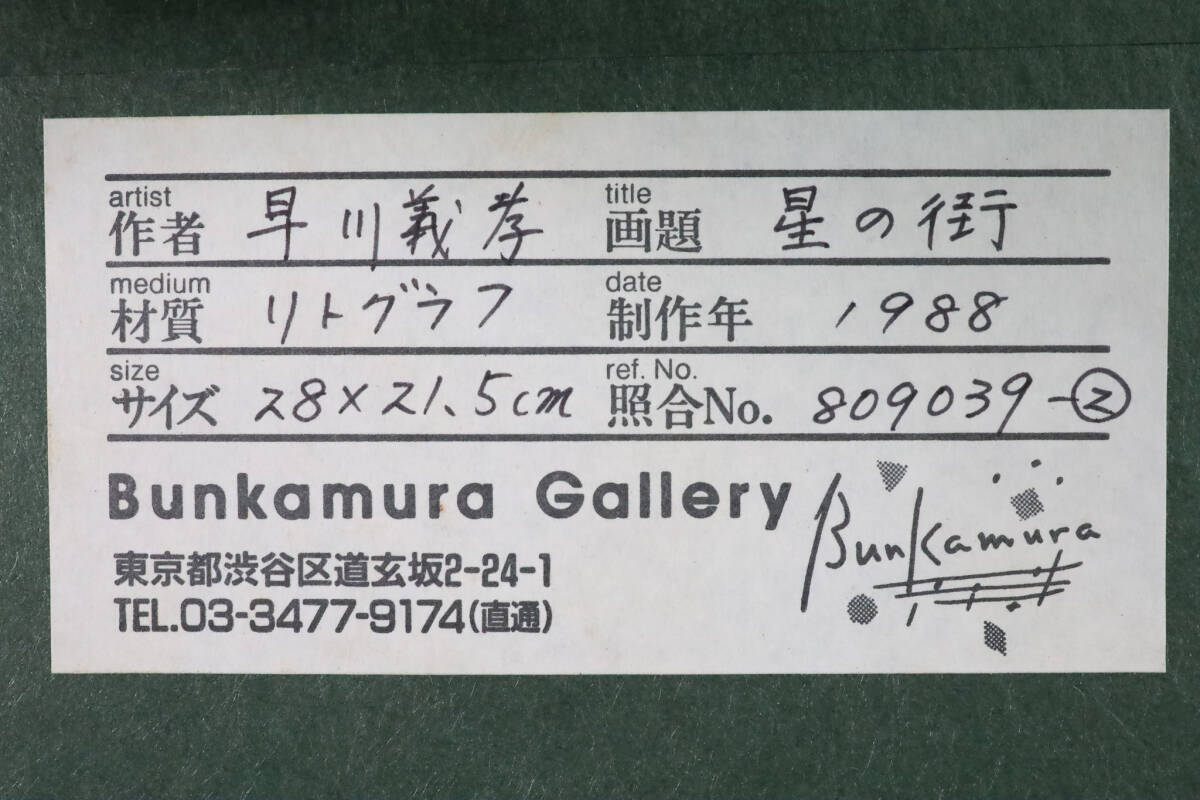 artist title
作者 早川義孝 画題 星の街
medium date
材質 リトグラフ 制作年 1988
size ref. No.
サイズ 28×21.5cm 照合No. 809039-②
Bunkamura Gallery
Bunkamura
東京都渋谷区道玄坂2-24-1
TEL.03-3477-9174(直通)